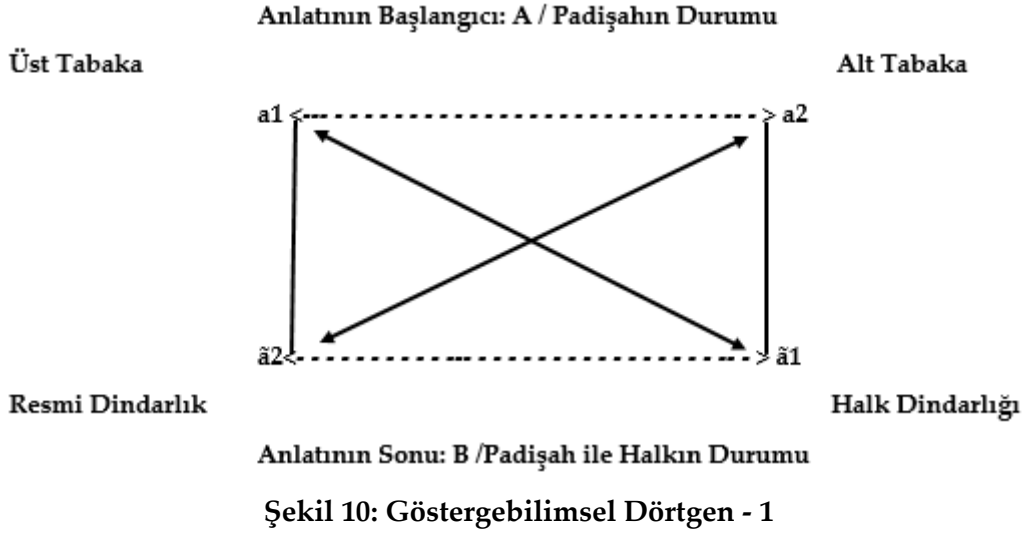 Anlatının Başlangıcı: A / Padişahın Durumu
Üst Tabaka Alt Tabaka
a1 a2
ã2 ã1
Resmi Dindarlık Halk Dindarlığı
Anlatının Sonu: B /Padişah ile Halkın Durumu
Şekil 10: Göstergebilimsel Dörtgen - 1